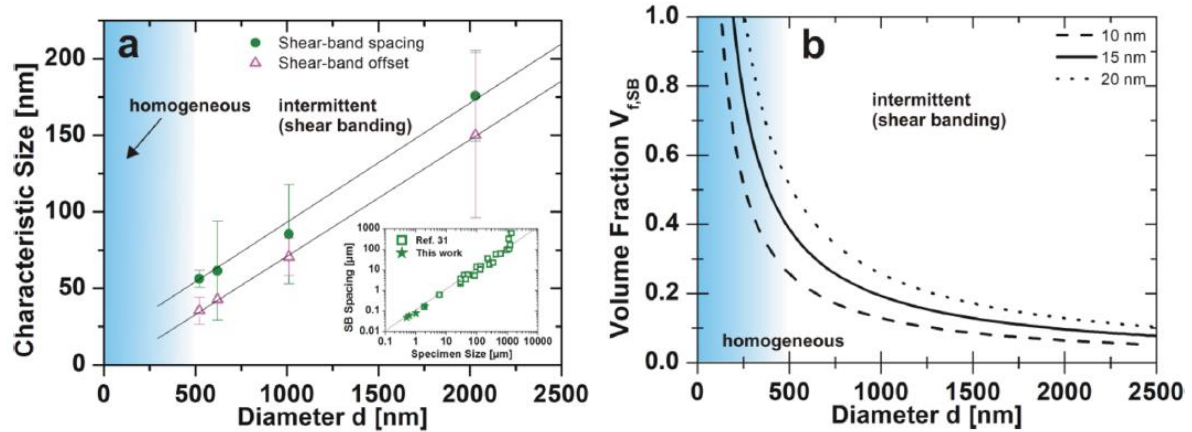 a
Shear-band spacing
Shear-band offset
homogeneous
intermittent
(shear banding)
Characteristic Size [nm]
200
150
100
50
0
0
500
1000
1500
2000
2500
Diameter d [nm]
Ref. 31
This work
SB Spacing [µm]
1000
100
10
1
0.1
0.01
0.1
1
10
100
1000
10000
Specimen Size [µm]
b
10 nm
15 nm
20 nm
intermittent
(shear banding)
homogeneous
Volume Fraction V_f,SB
1.0
0.8
0.6
0.4
0.2
0.0
0
500
1000
1500
2000
2500
Diameter d [nm]